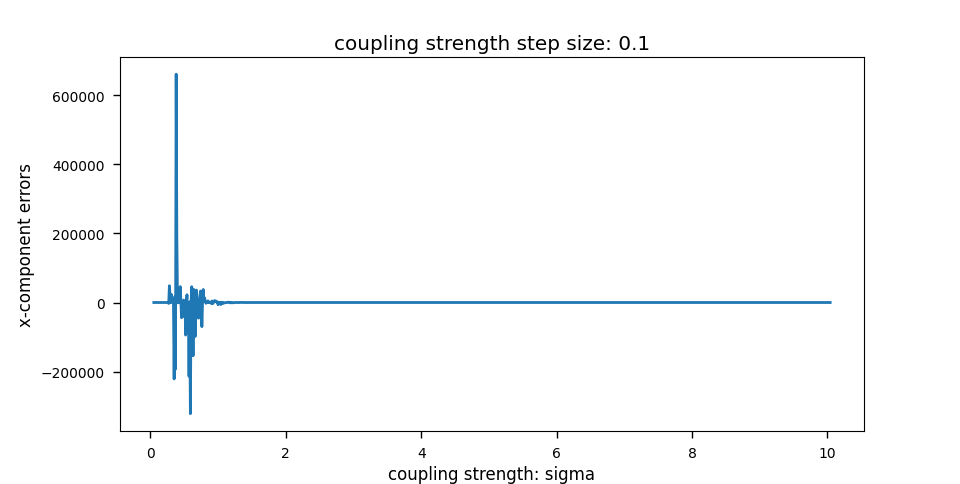 coupling strength step size: 0.1
x-component errors
600000
400000
200000
0
−200000
0 2 4 6 8 10
coupling strength: sigma